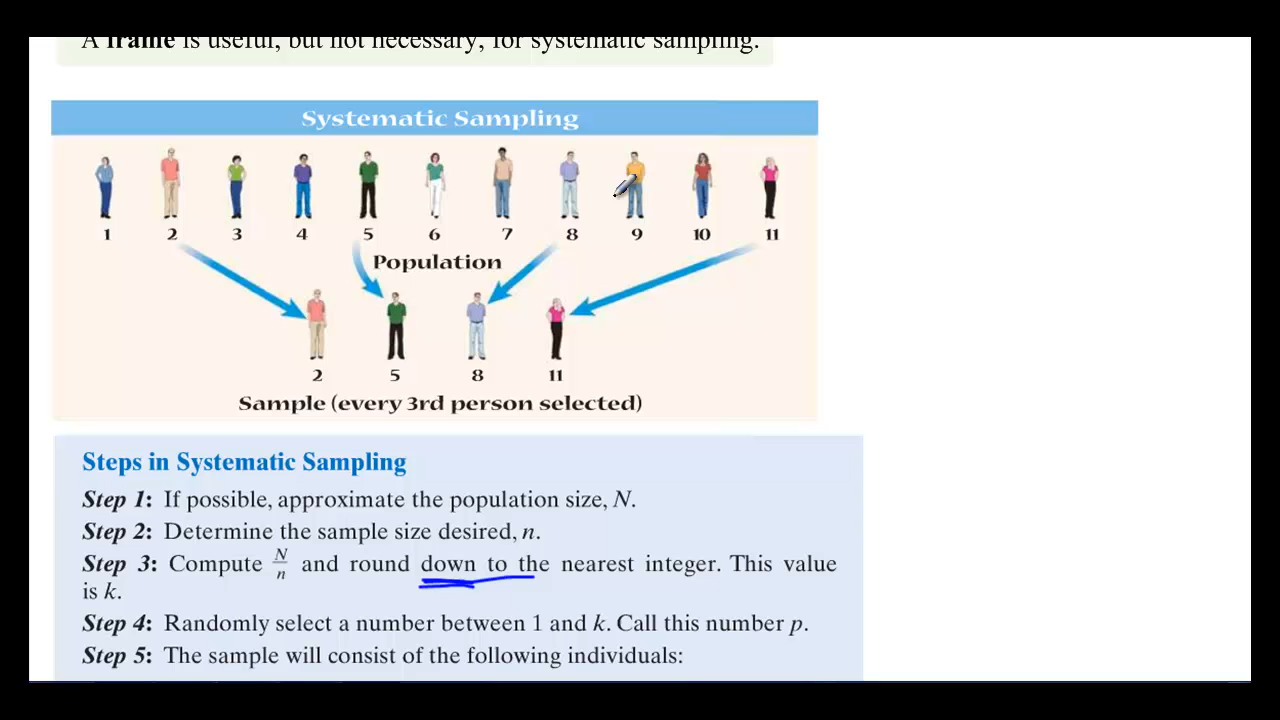 A frame is useful, but not necessary, for systematic sampling.
Systematic Sampling
1 2 3 4 5 6 7 8 9 10 11
Population
2 5 8 11
Sample (every 3rd person selected)
Steps in Systematic Sampling
Step 1: If possible, approximate the population size, N.
Step 2: Determine the sample size desired, n.
Step 3: Compute N/n and round down to the nearest integer. This value
is k.
Step 4: Randomly select a number between 1 and k. Call this number p.
Step 5: The sample will consist of the following individuals: